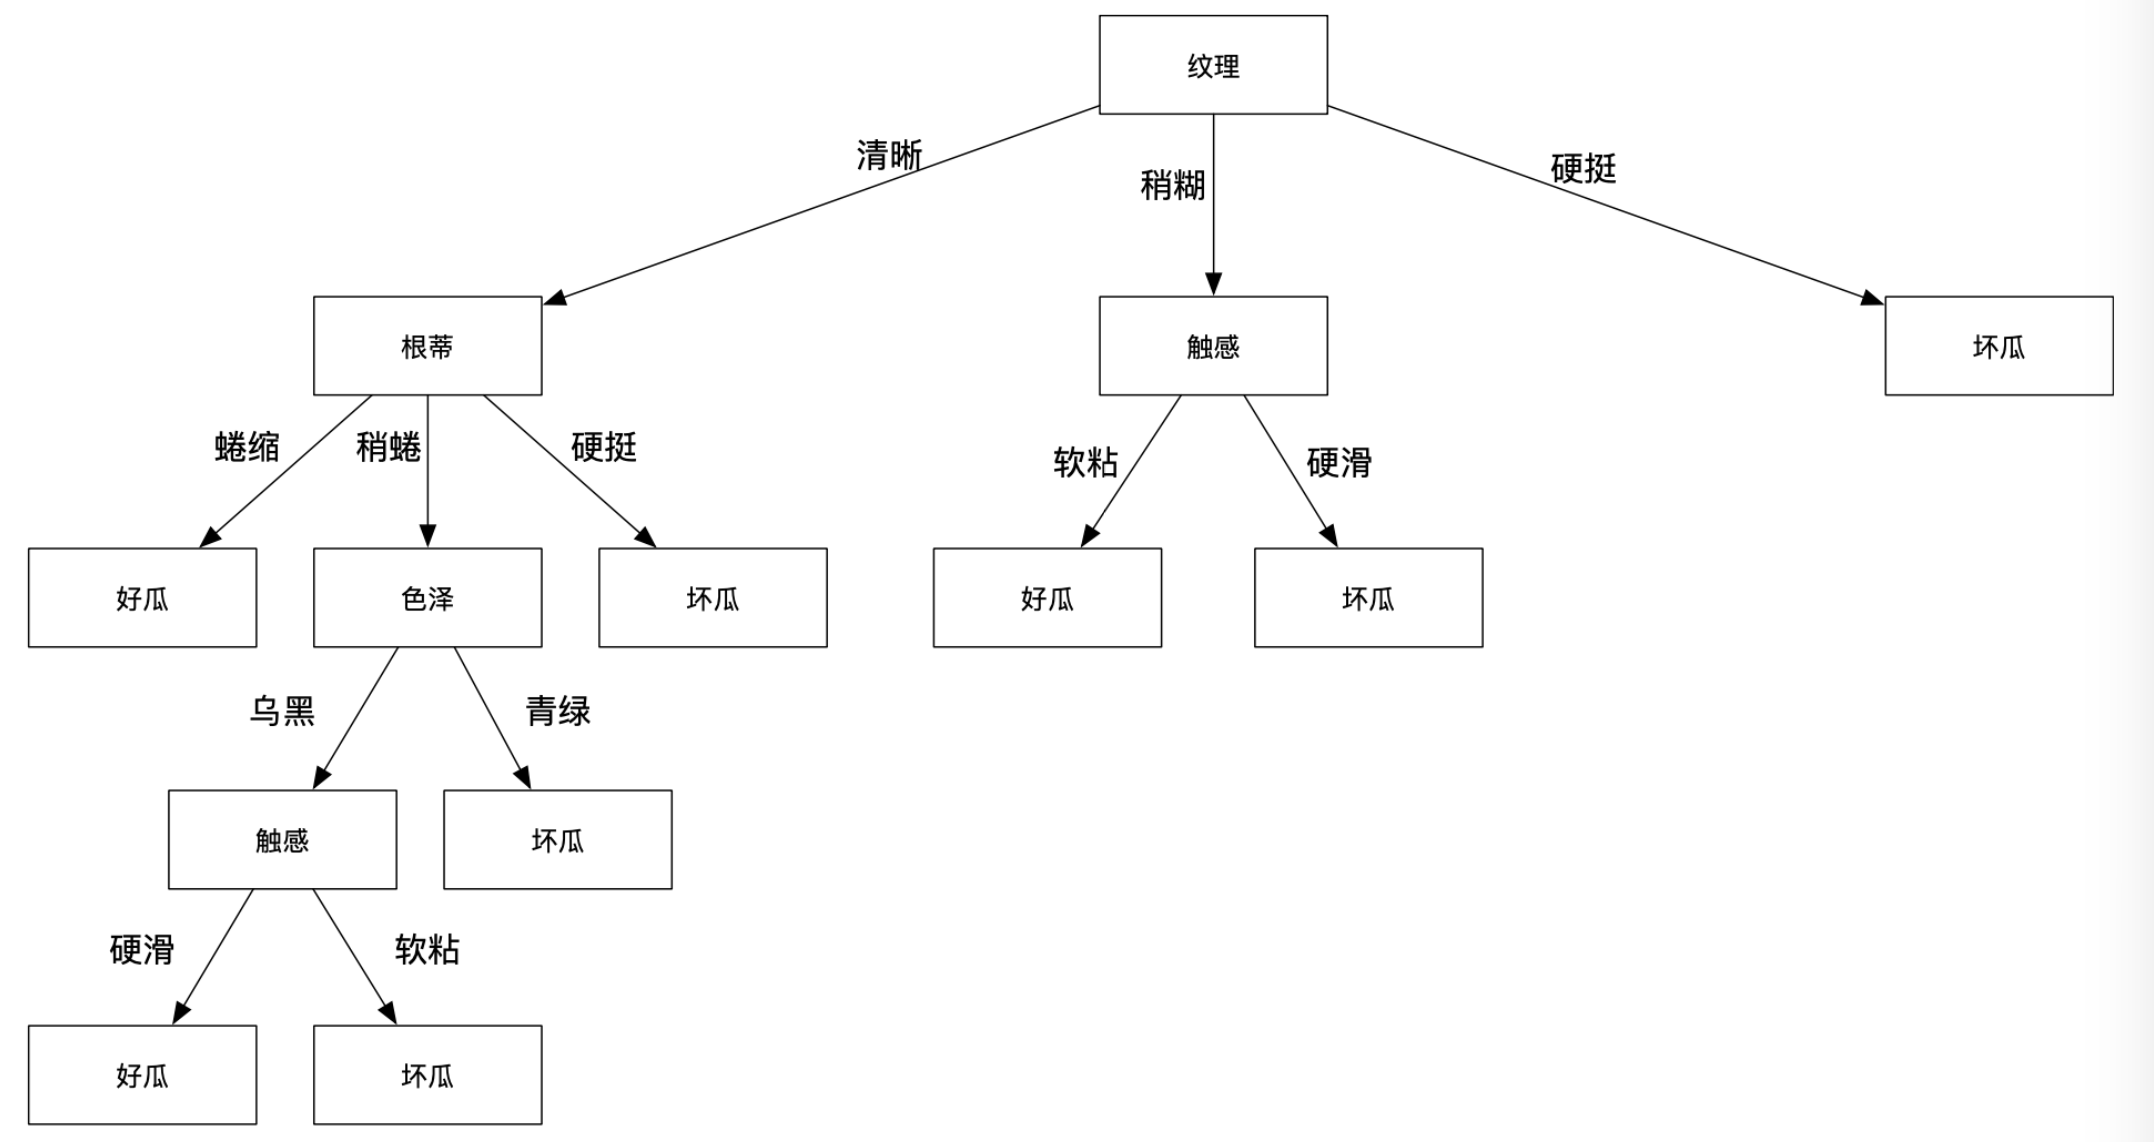 纹理
清晰
稍糊
硬挺
根蒂
触感
坏瓜
蜷缩
稍蜷
硬挺
软粘
硬滑
好瓜
色泽
坏瓜
好瓜
坏瓜
乌黑
青绿
触感
坏瓜
硬滑
软粘
好瓜
坏瓜